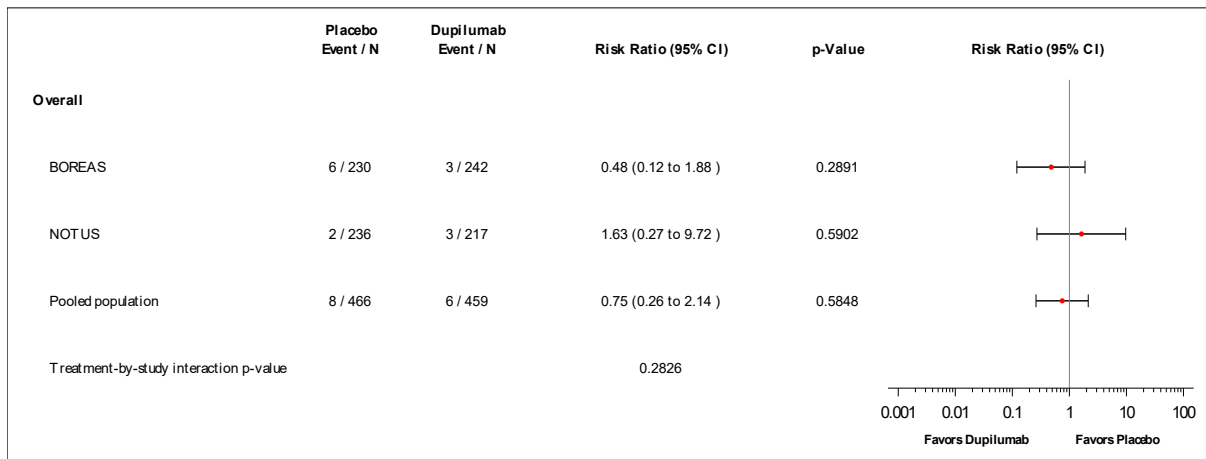 Placebo Dupilumab
Event / N Event / N Risk Ratio (95% CI) p-Value Risk Ratio (95% CI)
Overall
BOREAS 6 / 230 3 / 242 0.48 (0.12 to 1.88 ) 0.2891
NOTUS 2 / 236 3 / 217 1.63 (0.27 to 9.72 ) 0.5902
Pooled population 8 / 466 6 / 459 0.75 (0.26 to 2.14 ) 0.5848
Treatment-by-study interaction p-value 0.2826
0.001 0.01 0.1 1 10 100
Favors Dupilumab Favors Placebo